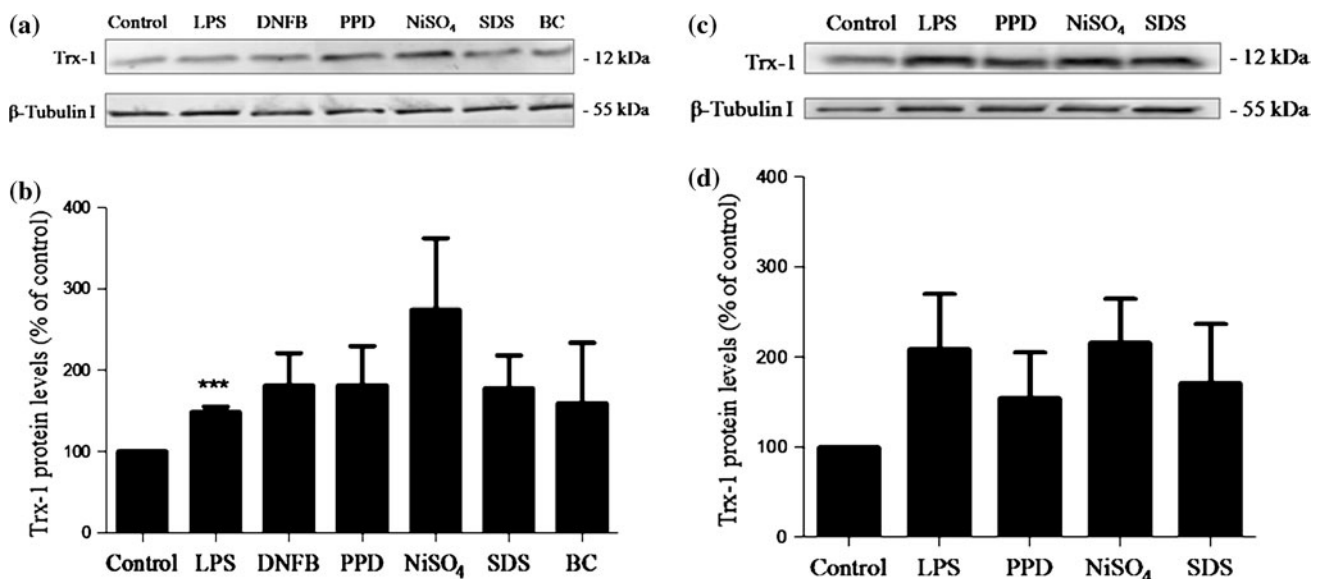 (a)
Control LPS DNFB PPD NiSO₄ SDS BC
Trx-1 - 12 kDa
β-Tubulin I - 55 kDa
(b)
Trx-1 protein levels (% of control)
400
300
200
100
0
***
Control LPS DNFB PPD NiSO₄ SDS BC
(c)
Control LPS PPD NiSO₄ SDS
Trx-1 - 12 kDa
β-Tubulin I - 55 kDa
(d)
Trx-1 protein levels (% of control)
400
300
200
100
0
Control LPS PPD NiSO₄ SDS